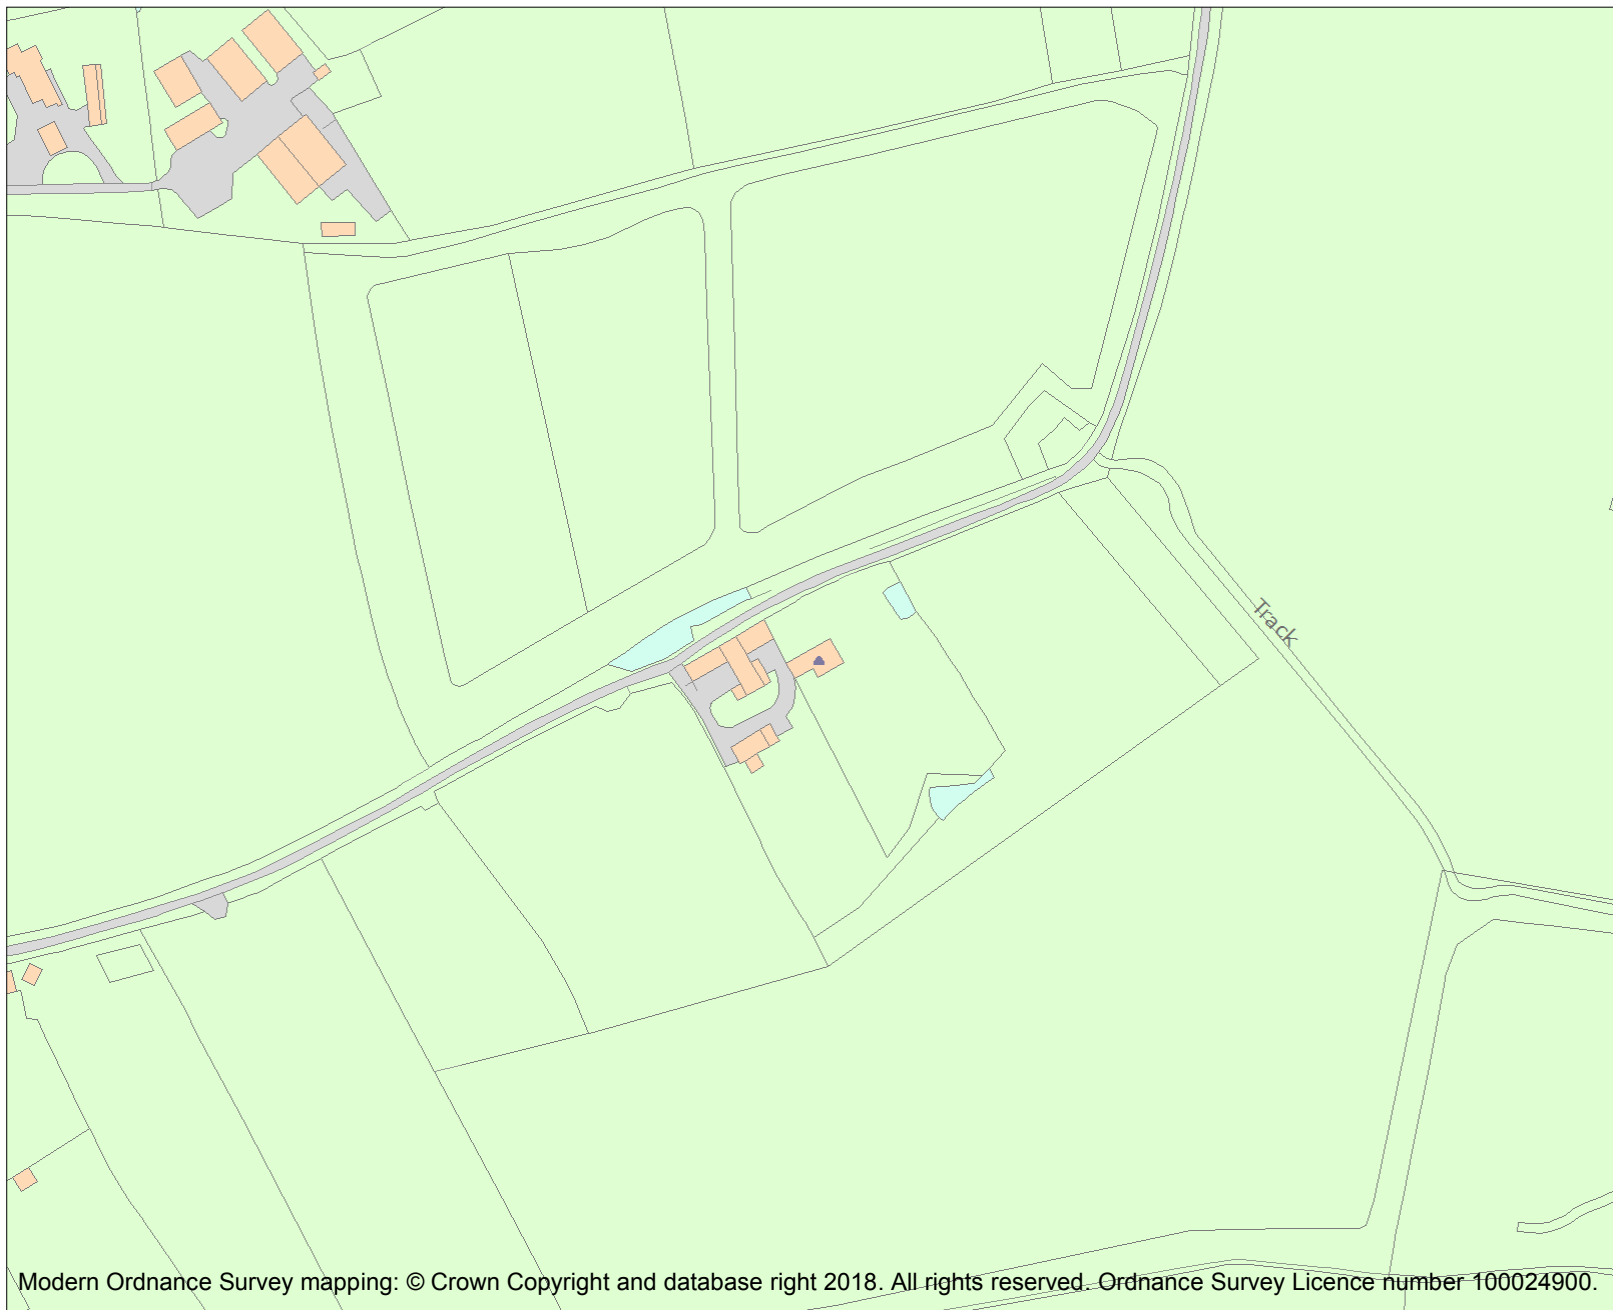 Track
Modern Ordnance Survey mapping: © Crown Copyright and database right 2018. All rights reserved. Ordnance Survey Licence number 100024900.